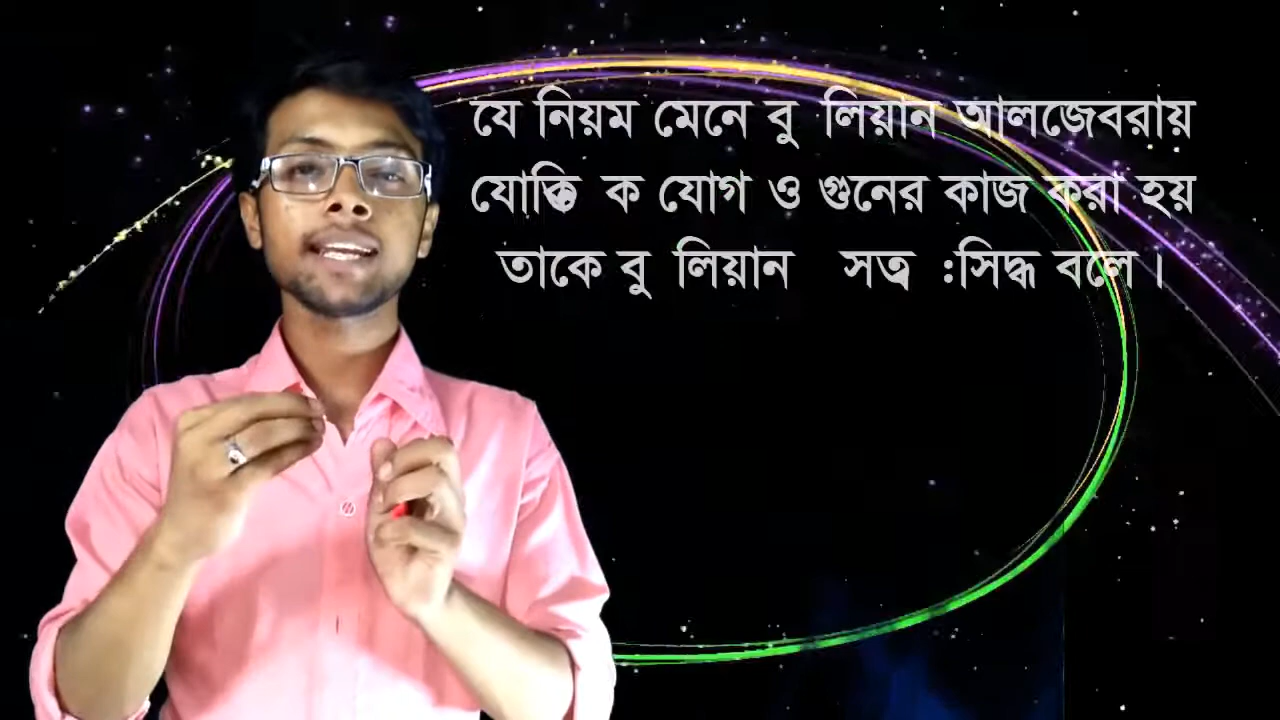 যে নিয়ম মেনে বু লিয়ান আলজেবরায়
যোক্তি ক যোগ ও গুনের কাজ করা হয়
তাকে বু লিয়ান সত্ব :সিদ্ধ বলে।